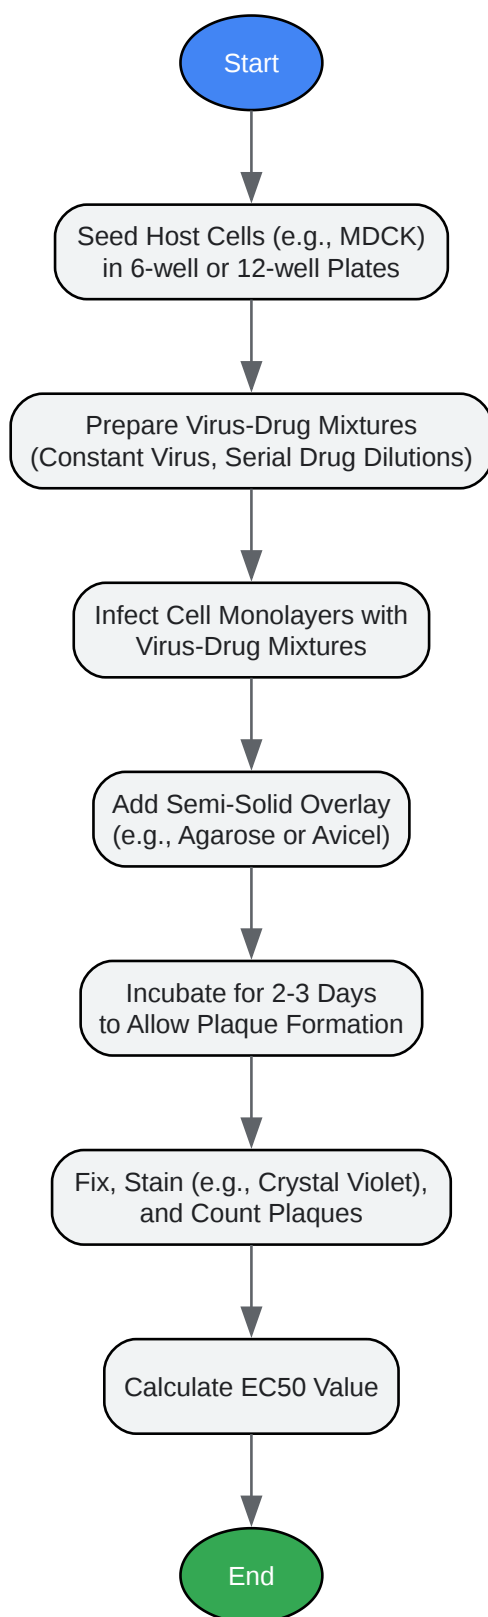 Start
Seed Host Cells (e.g., MDCK)
in 6-well or 12-well Plates
Prepare Virus-Drug Mixtures
(Constant Virus, Serial Drug Dilutions)
Infect Cell Monolayers with
Virus-Drug Mixtures
Add Semi-Solid Overlay
(e.g., Agarose or Avicel)
Incubate for 2-3 Days
to Allow Plaque Formation
Fix, Stain (e.g., Crystal Violet),
and Count Plaques
Calculate EC50 Value
End